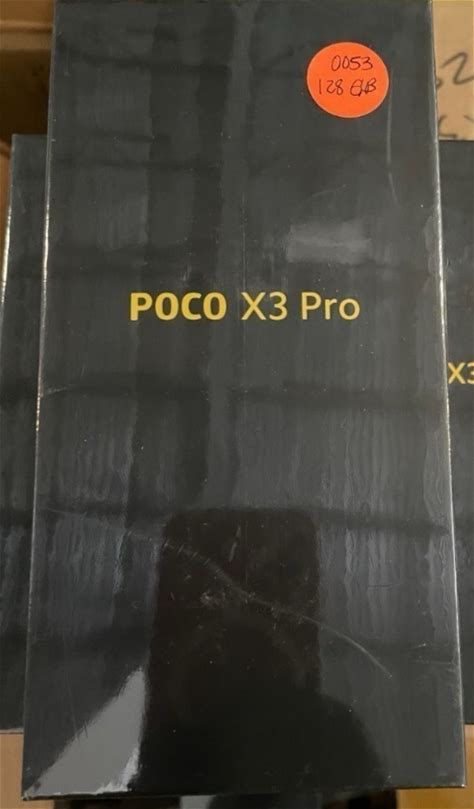 0053
128 GB
POCO X3 Pro
X3